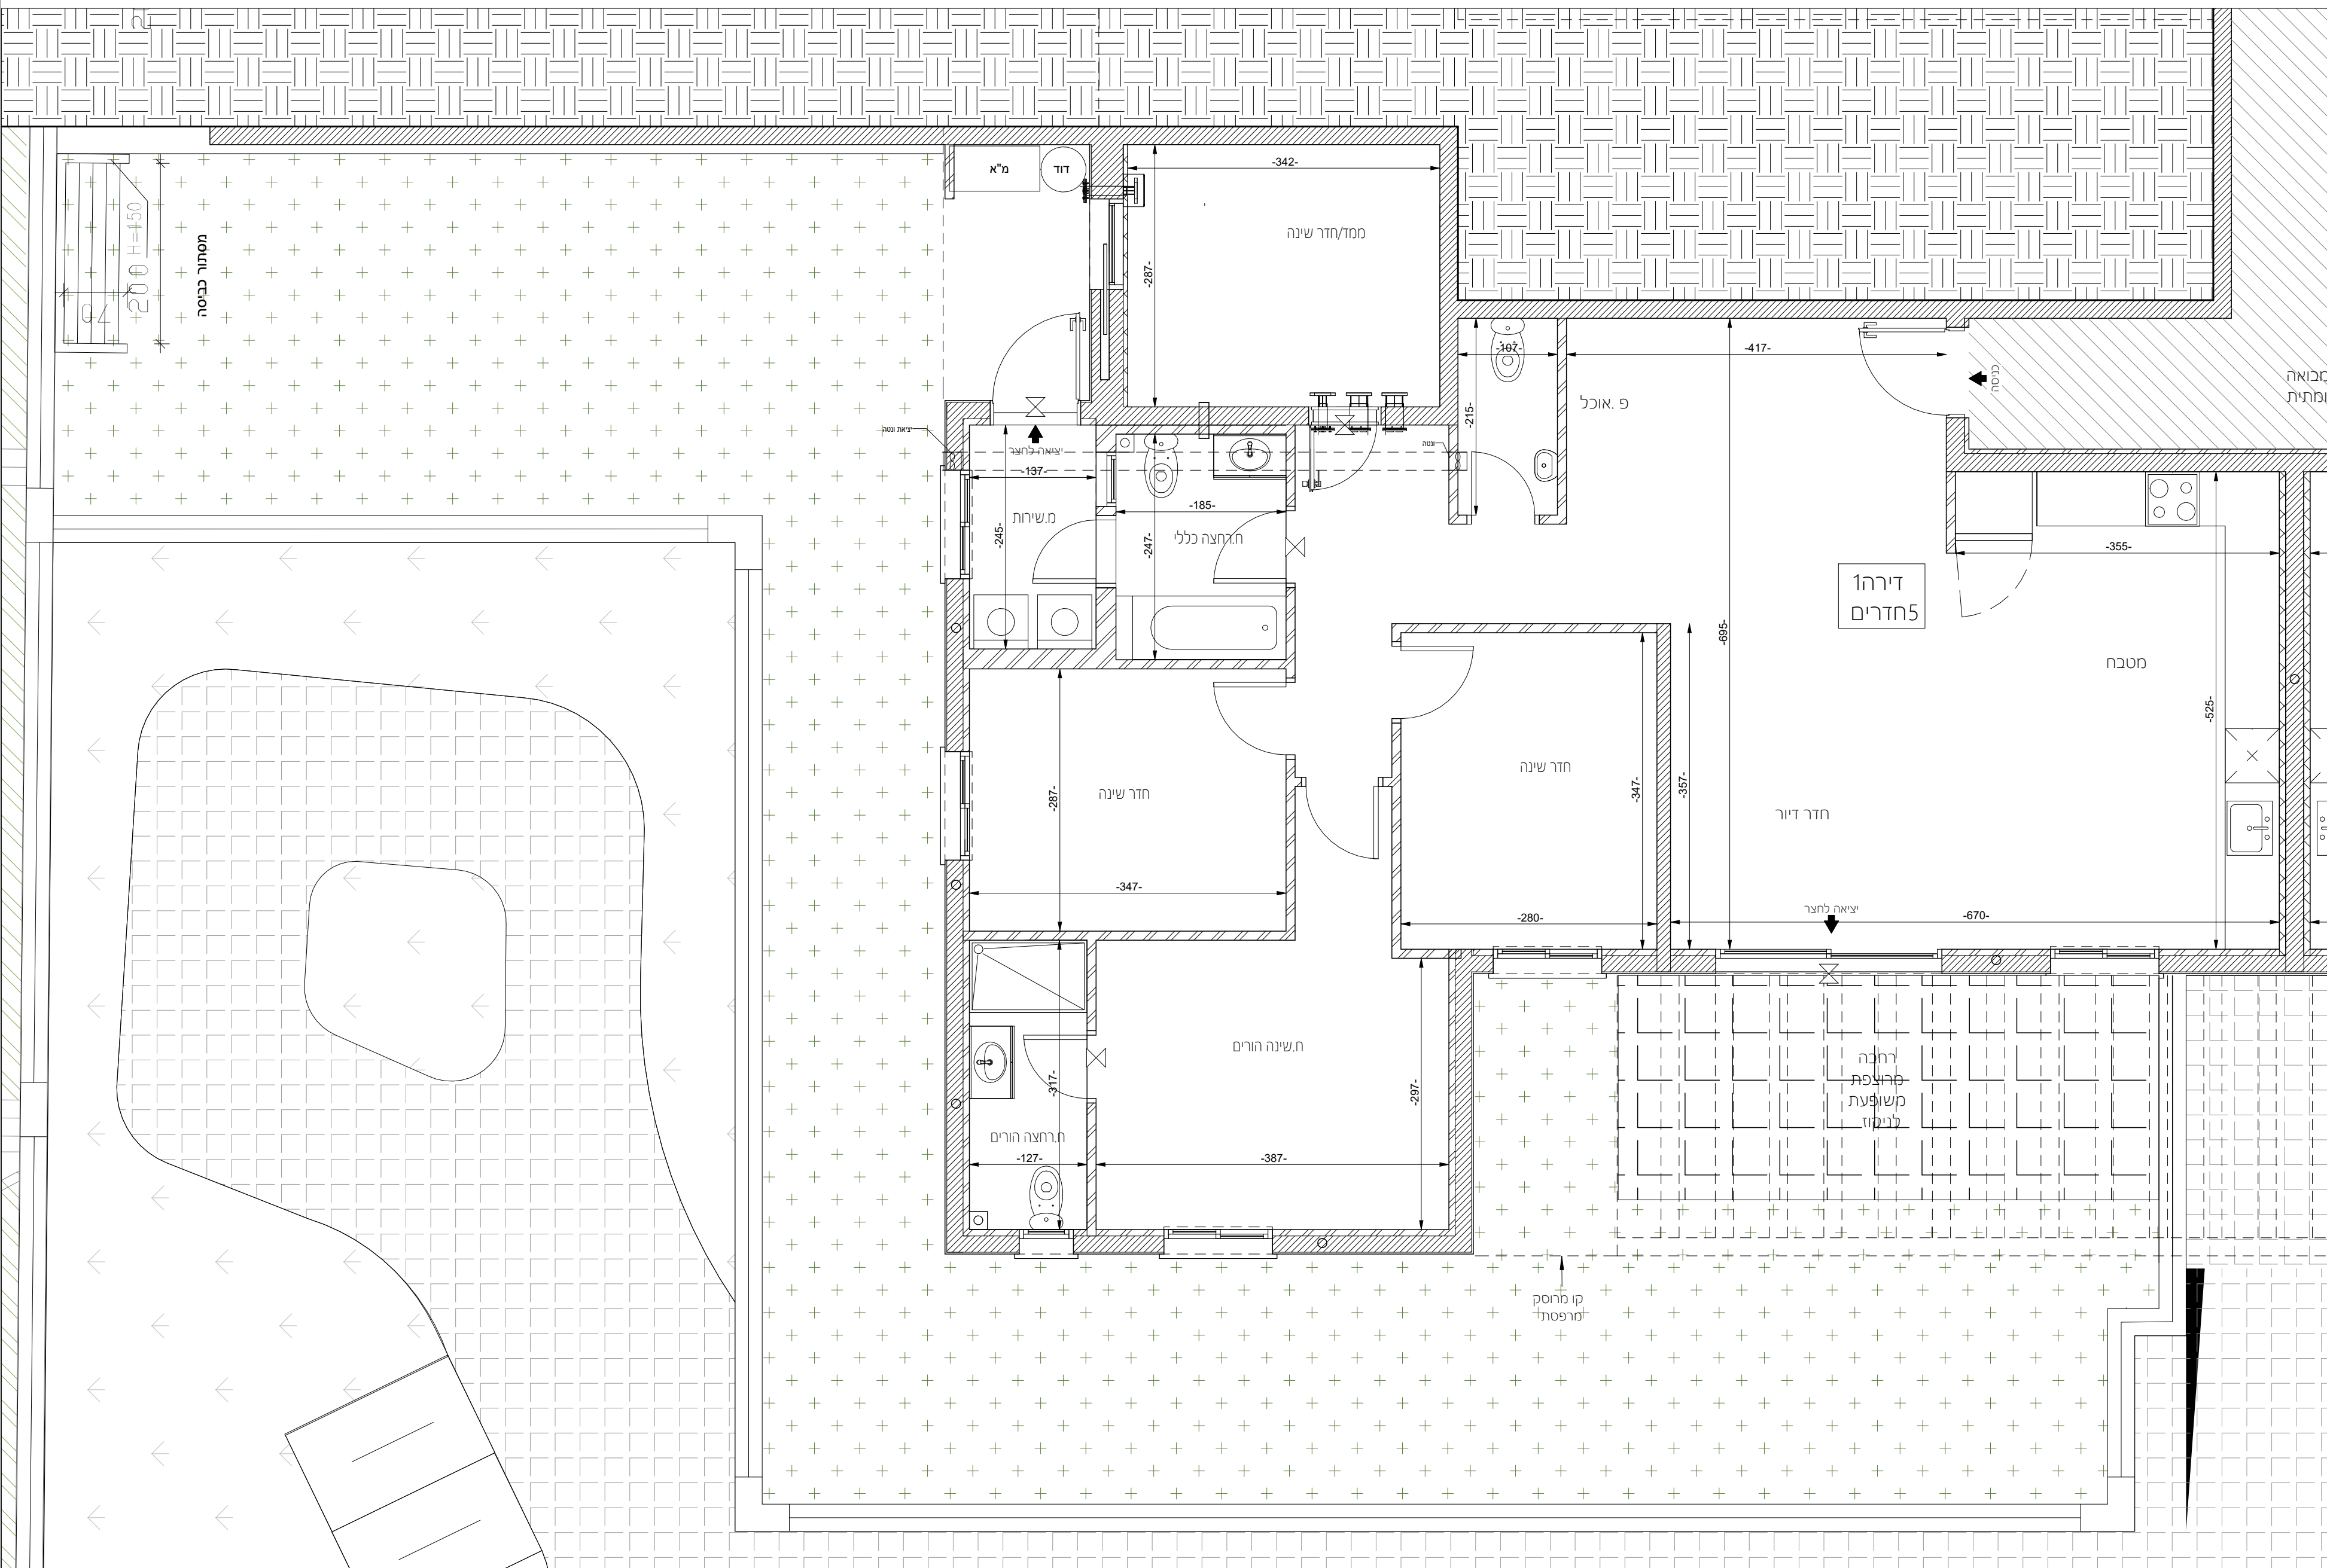 מ"א
דוד
-342-
ממד/חדר שינה
-287-
200 H=150
מסתור כביסה
-107-
-417-
כניסה
-215-
פ .אוכל
יציאת ונטה
יציאה לחצר
ונטה
-137-
-185-
מ.שירות
-245-
-247-
ח.רחצה כללי
-355-
דירה1
5חדרים
-695-
מטבח
-525-
חדר שינה
-347-
-357-
חדר שינה
-287-
חדר דיור
-347-
-280-
יציאה לחצר
-670-
ח.שינה הורים
רחבה
מרוצפת
משופעת
לניקוז
-317-
-297-
ח.רחצה הורים
-127-
-387-
קו מרוסק
מרפסת